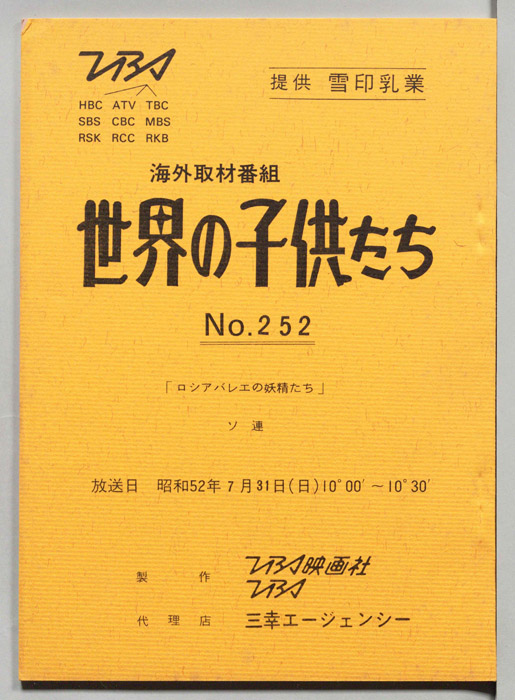 TBS
HBC ATV TBC
SBS CBC MBS
RSK RCC RKB
提供 雪印乳業
海外取材番組
世界の子供たち
No.252
「ロシアバレエの妖精たち」
ソ連
放送日 昭和52年7月31日(日)10°00′～10°30′
製作 映画社
代理店 三幸エージェンシー